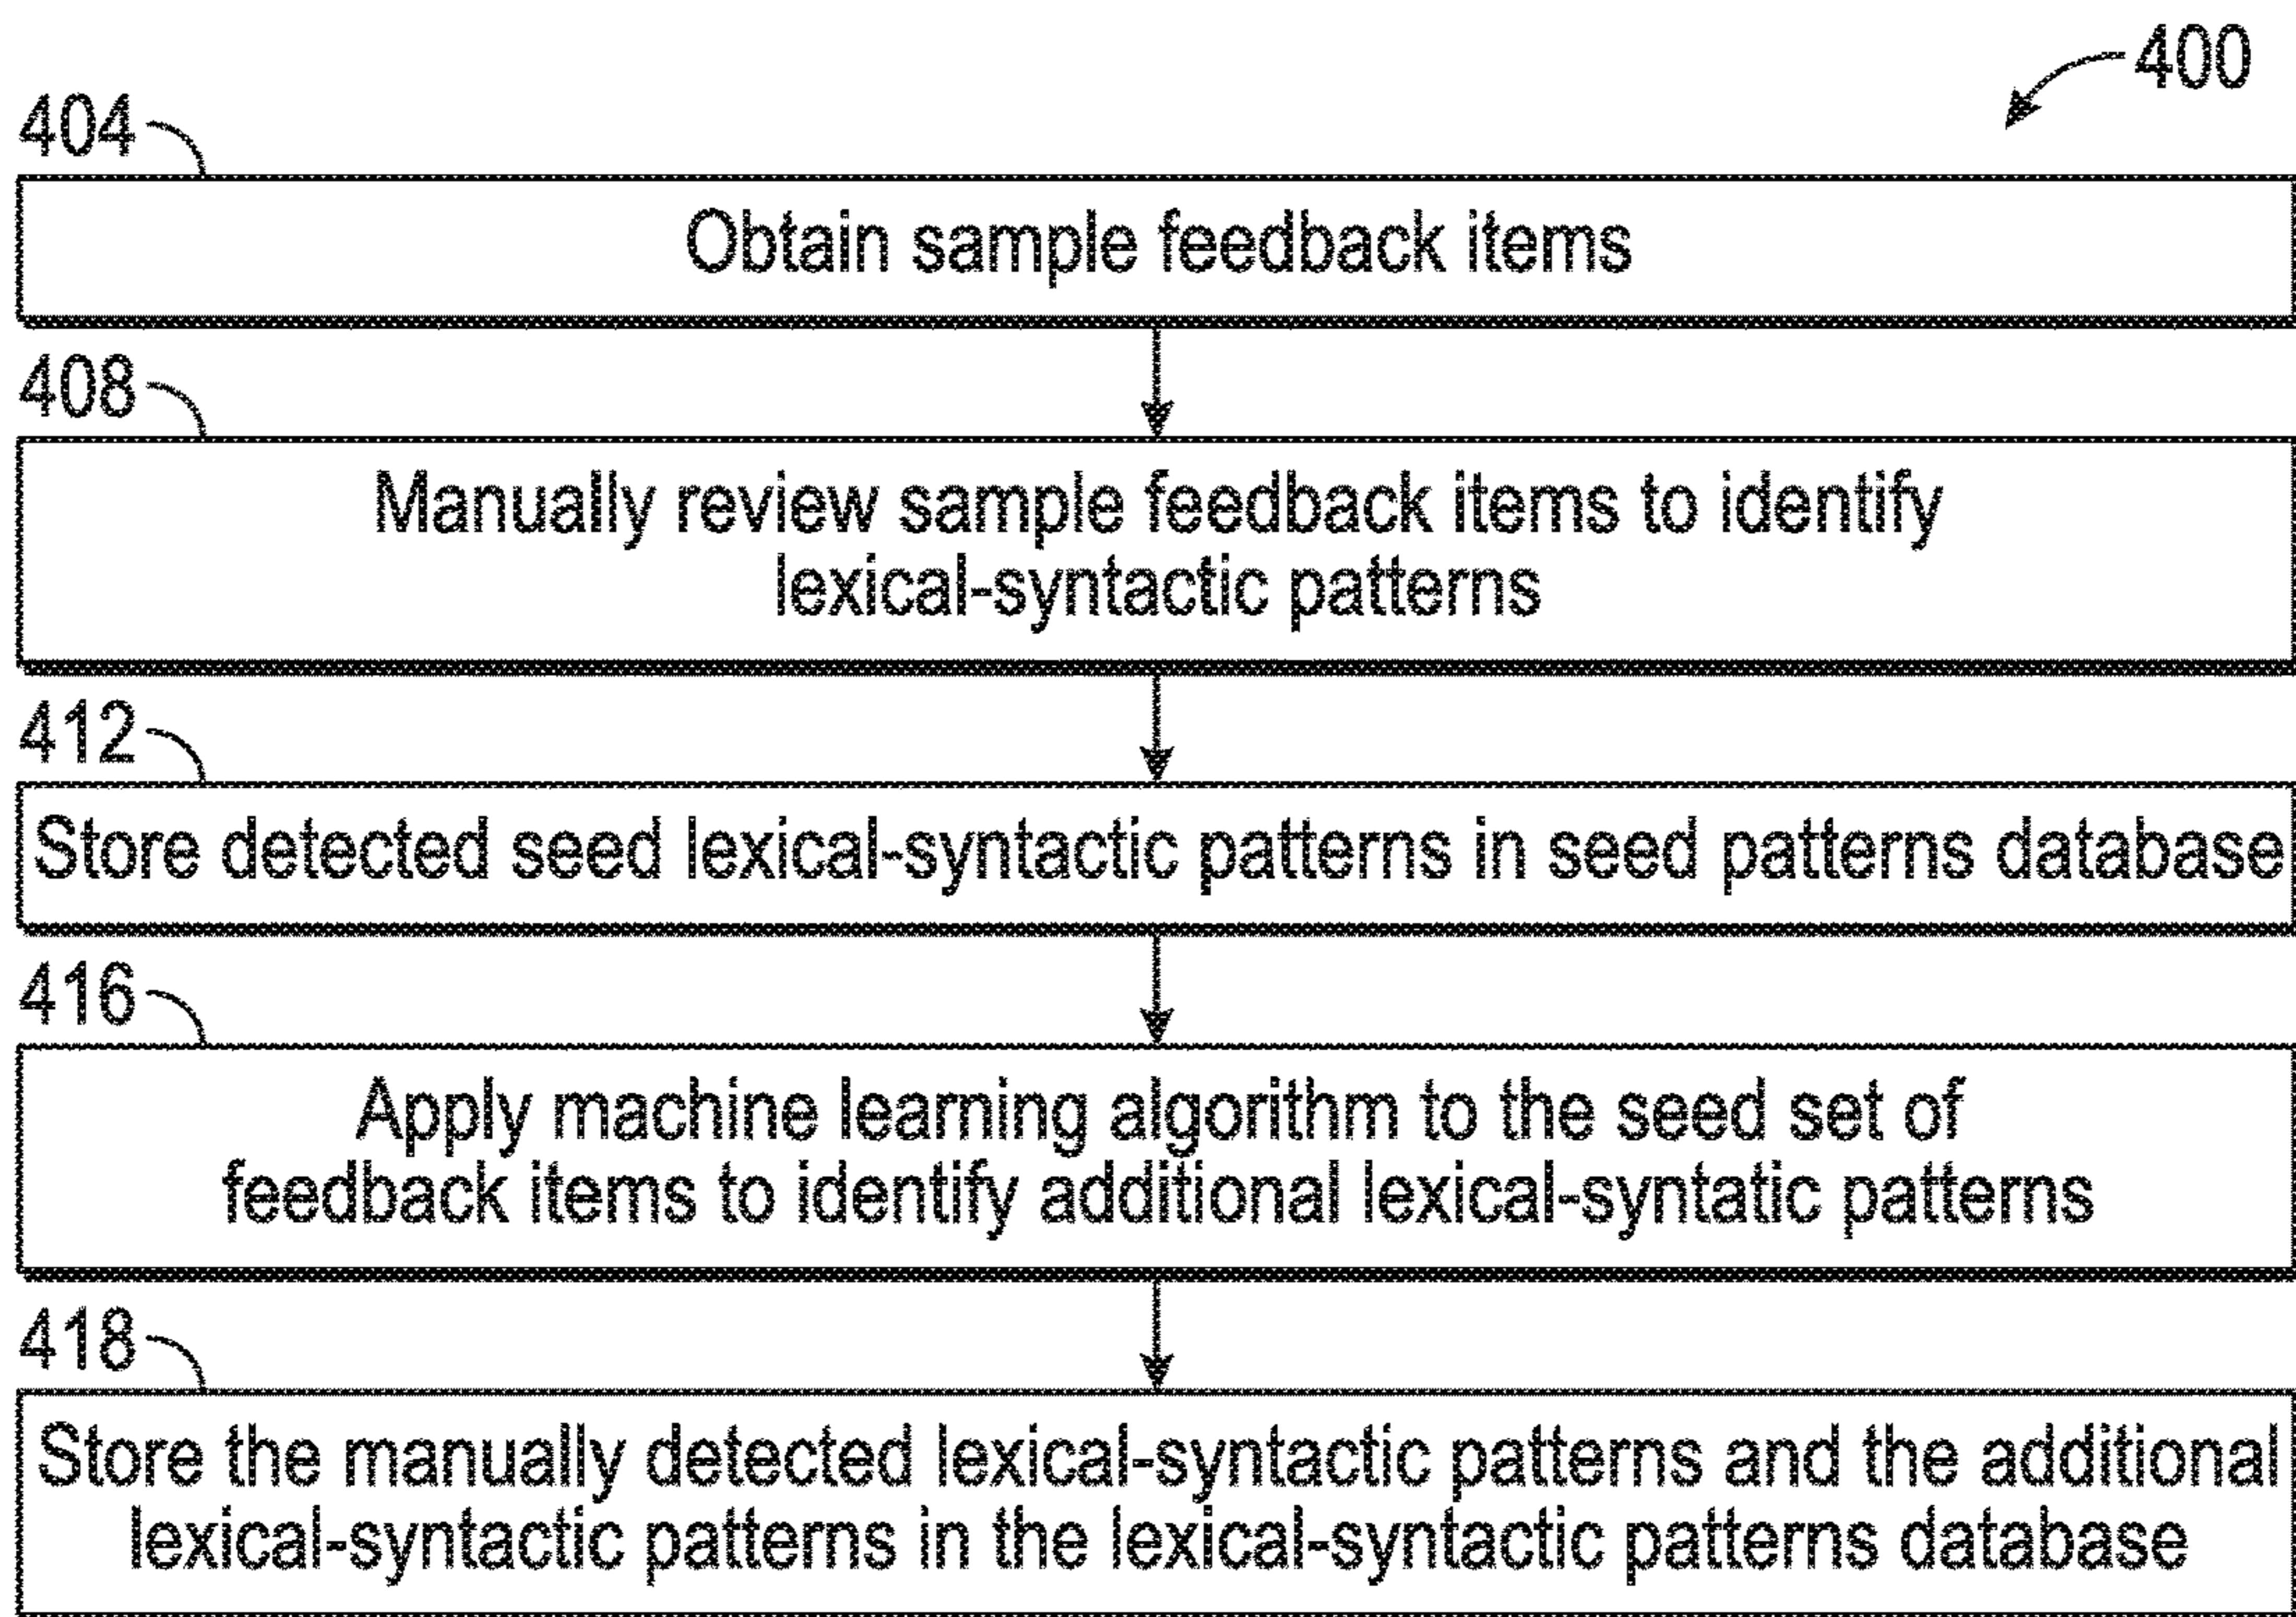 400
404
Obtain sample feedback items
408
Manually review sample feedback items to identify
lexical-syntactic patterns
412
Store detected seed lexical-syntactic patterns in seed patterns database
416
Apply machine learning algorithm to the seed set of
feedback items to identify additional lexical-syntatic patterns
418
Store the manually detected lexical-syntactic patterns and the additional
lexical-syntactic patterns in the lexical-syntactic patterns database